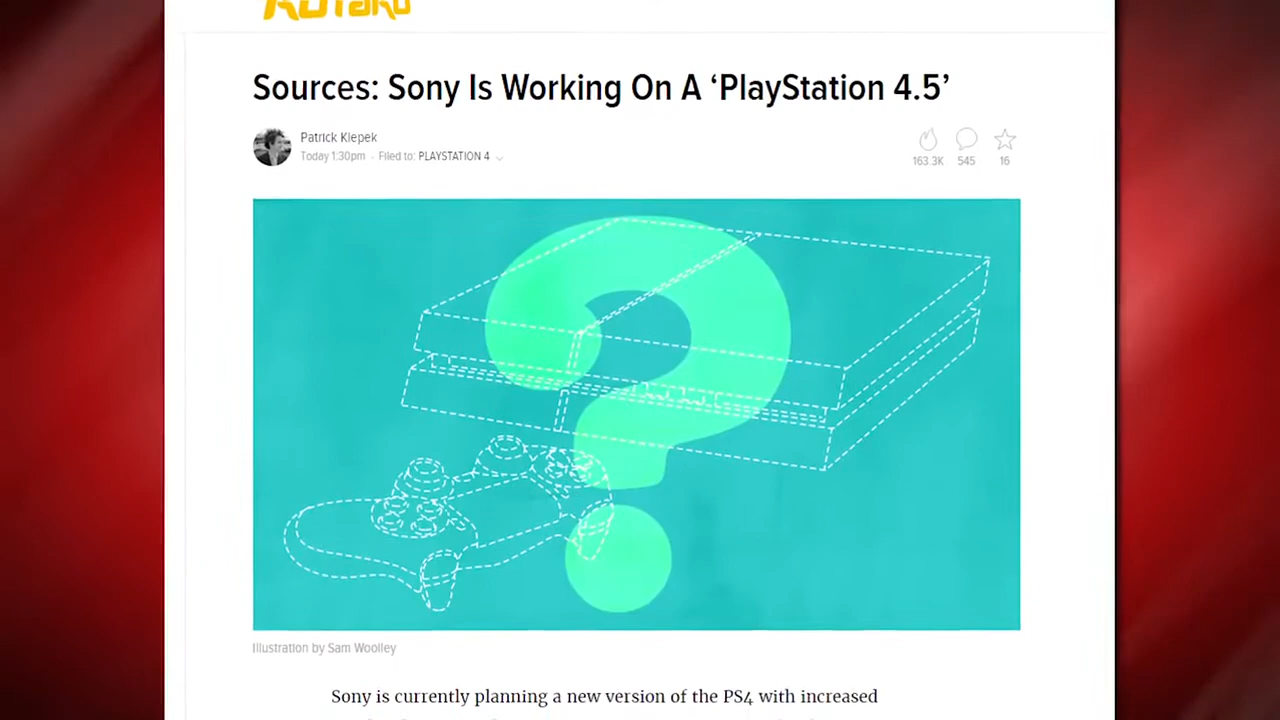 KOTAKU
Sources: Sony Is Working On A ‘PlayStation 4.5’
Patrick Klepek
Today 1:30pm · Filed to: PLAYSTATION 4
163.3K 545 16
Illustration by Sam Woolley
Sony is currently planning a new version of the PS4 with increased